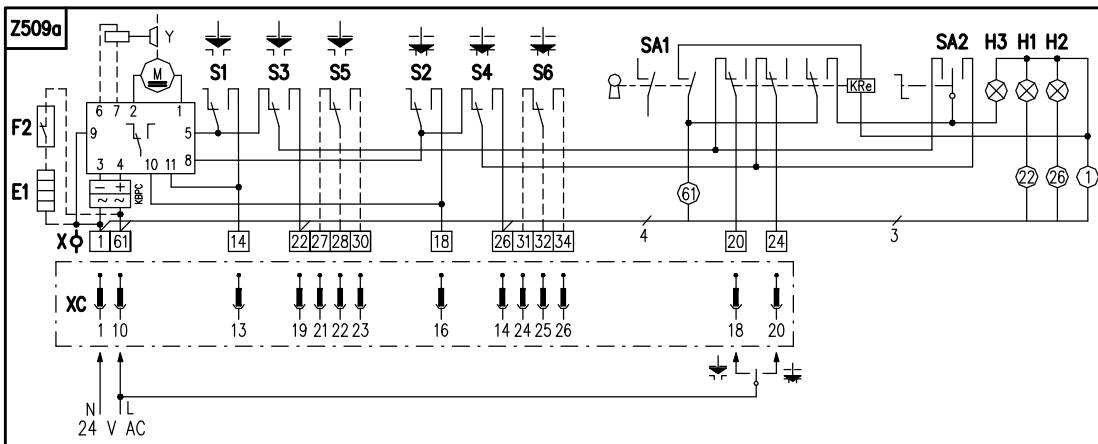 Z509a
Y
M
S1 S3 S5 S2 S4 S6 SA1 SA2 H3 H1 H2
KRe
6 7 2 1
F2
9 5
8
3 4 10 11
E1
− +
~ ~
KBPC
61 22 26 1
4 3
X 1 61 14 22 27 28 30 18 26 31 32 34 20 24
XC
1 10 13 19 21 22 23 16 14 24 25 26 18 20
N L
24 V AC